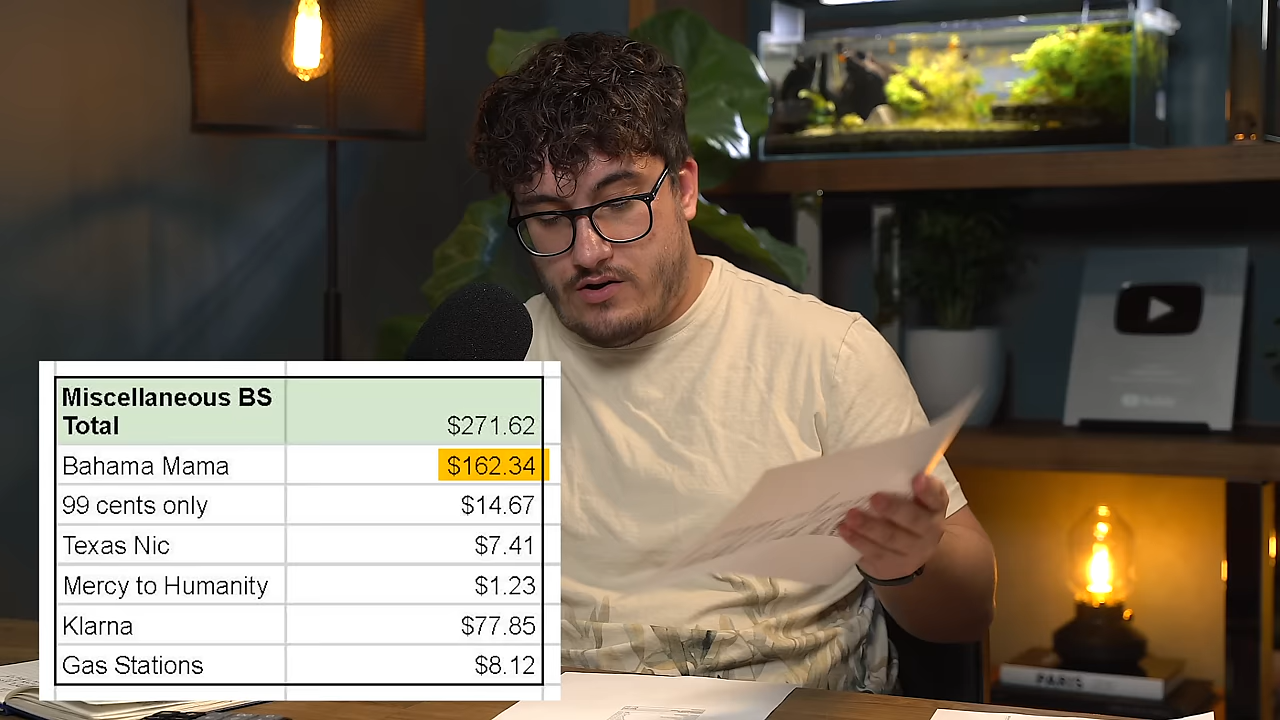 Miscellaneous BS
Total $271.62
Bahama Mama $162.34
99 cents only $14.67
Texas Nic $7.41
Mercy to Humanity $1.23
Klarna $77.85
Gas Stations $8.12
PARIS